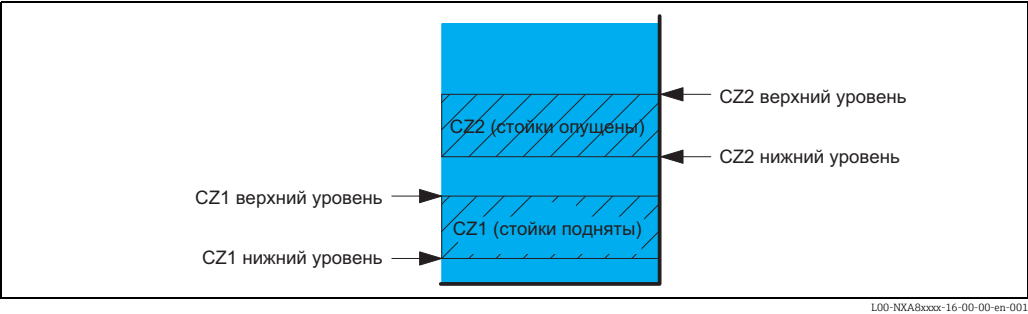 CZ2 верхний уровень
CZ2 (стойки опущены)
CZ2 нижний уровень
CZ1 верхний уровень
CZ1 (стойки подняты)
CZ1 нижний уровень
L00-NXA8xxxx-16-00-00-en-001